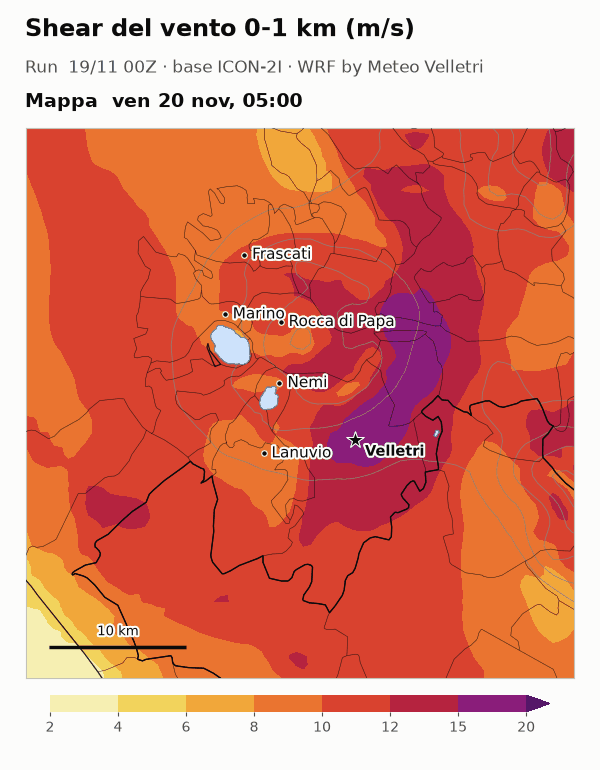 Shear del vento 0-1 km (m/s)
Run  19/11 00Z · base ICON-2I · WRF by Meteo Velletri
Mappa  ven 20 nov, 05:00
Frascati
Marino
Rocca di Papa
Nemi
Velletri
Lanuvio
10 km
2 4 6 8 10 12 15 20